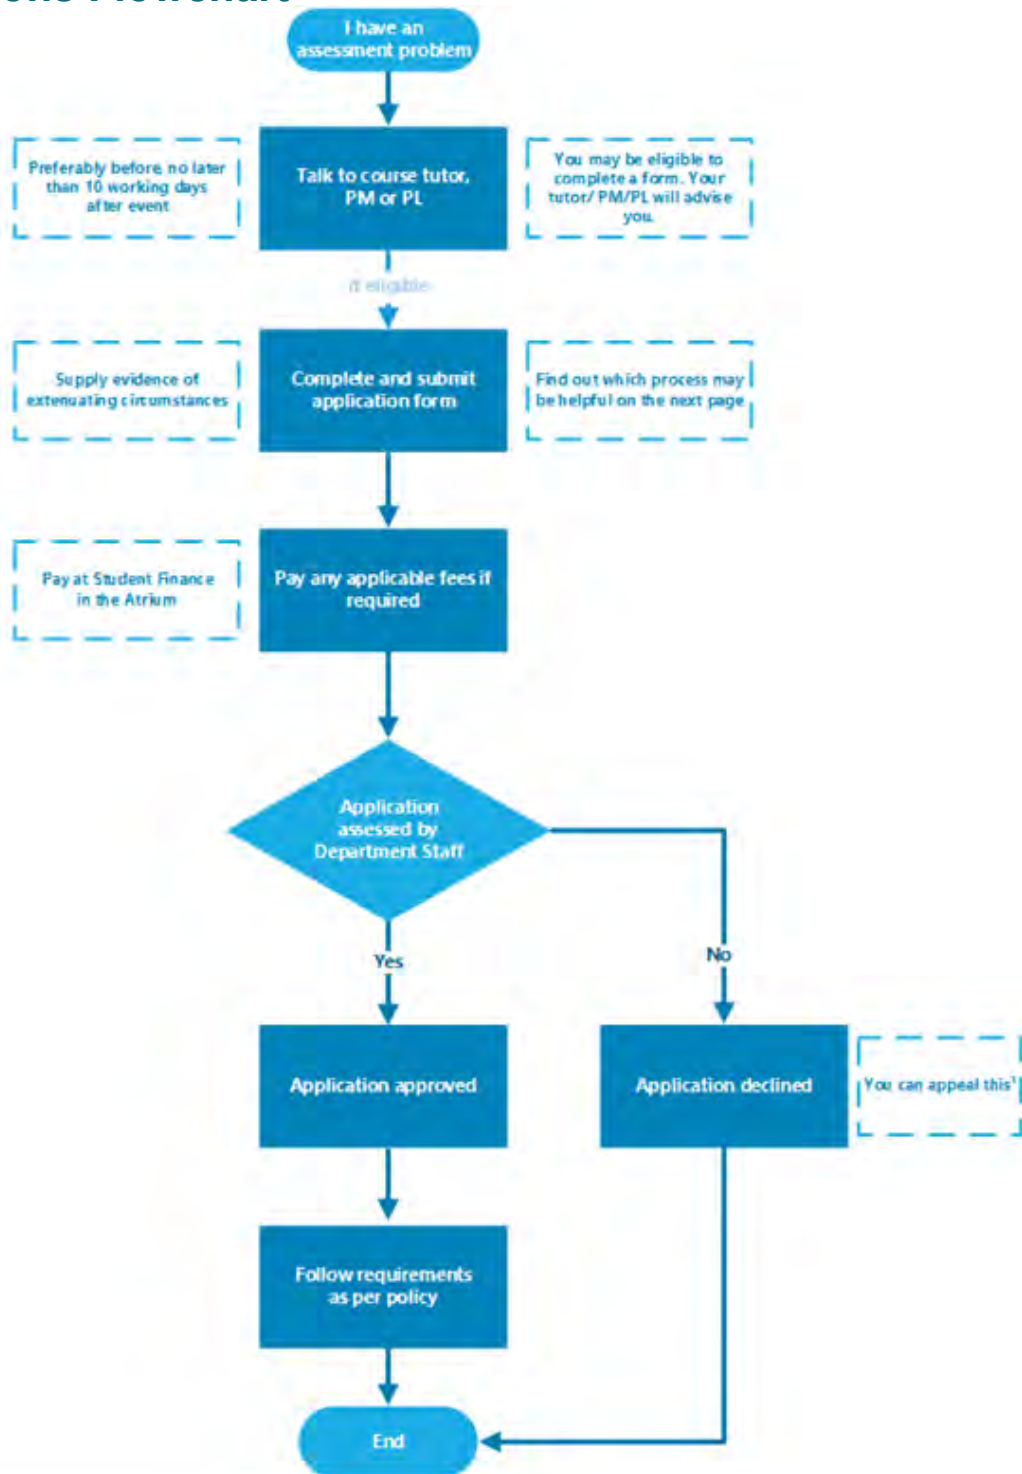 I have an
assessment problem
Preferably before, no later
than 10 working days
after event
Talk to course tutor,
PM or PL
You may be eligible to
complete a form. Your
tutor/ PM/PL will advise
you.
if eligible
Supply evidence of
extenuating circumstances
Complete and submit
application form
Find out which process may
be helpful on the next page
Pay at Student Finance
in the Atrium
Pay any applicable fees if
required
Application
assessed by
Department Staff
Yes
No
Application approved
Application declined
You can appeal this¹
Follow requirements
as per policy
End